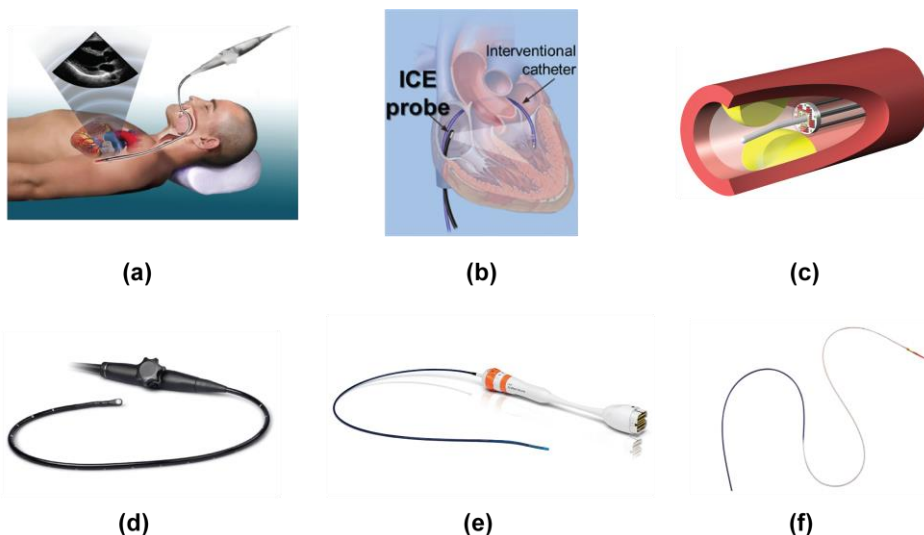 ICE
probe
Interventional
catheter
(a)
(b)
(c)
(d)
(e)
(f)